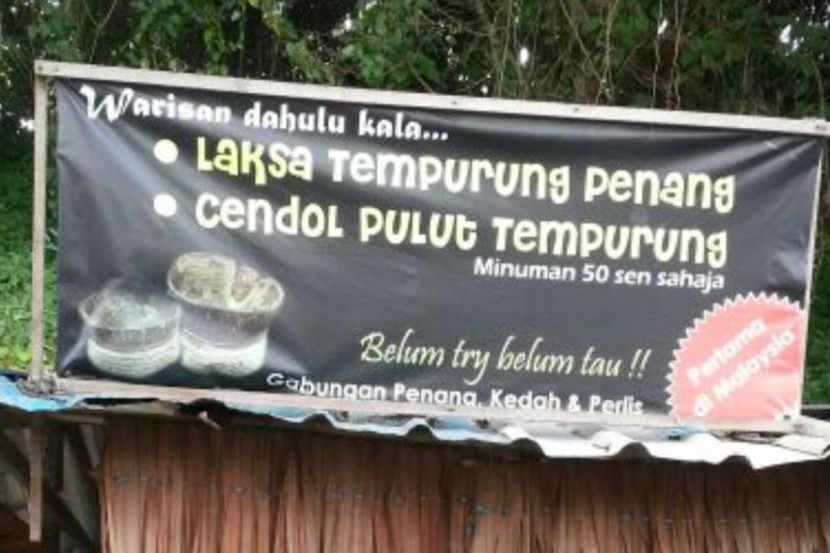 Warisan dahulu kala...
• Laksa Tempurung Penang
• Cendol Pulut Tempurung
Minuman 50 sen sahaja
Belum try belum tau !!
Gabungan Penang, Kedah & Perlis
Pertama
di Malaysia